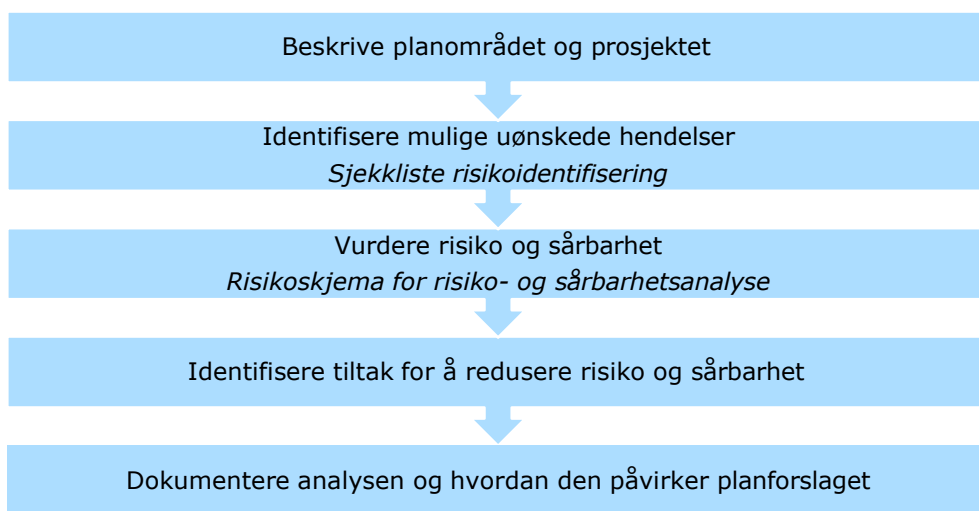 Beskrive planområdet og prosjektet
Identifisere mulige uønskede hendelser
Sjekkliste risikoidentifisering
Vurdere risiko og sårbarhet
Risikoskjema for risiko- og sårbarhetsanalyse
Identifisere tiltak for å redusere risiko og sårbarhet
Dokumentere analysen og hvordan den påvirker planforslaget